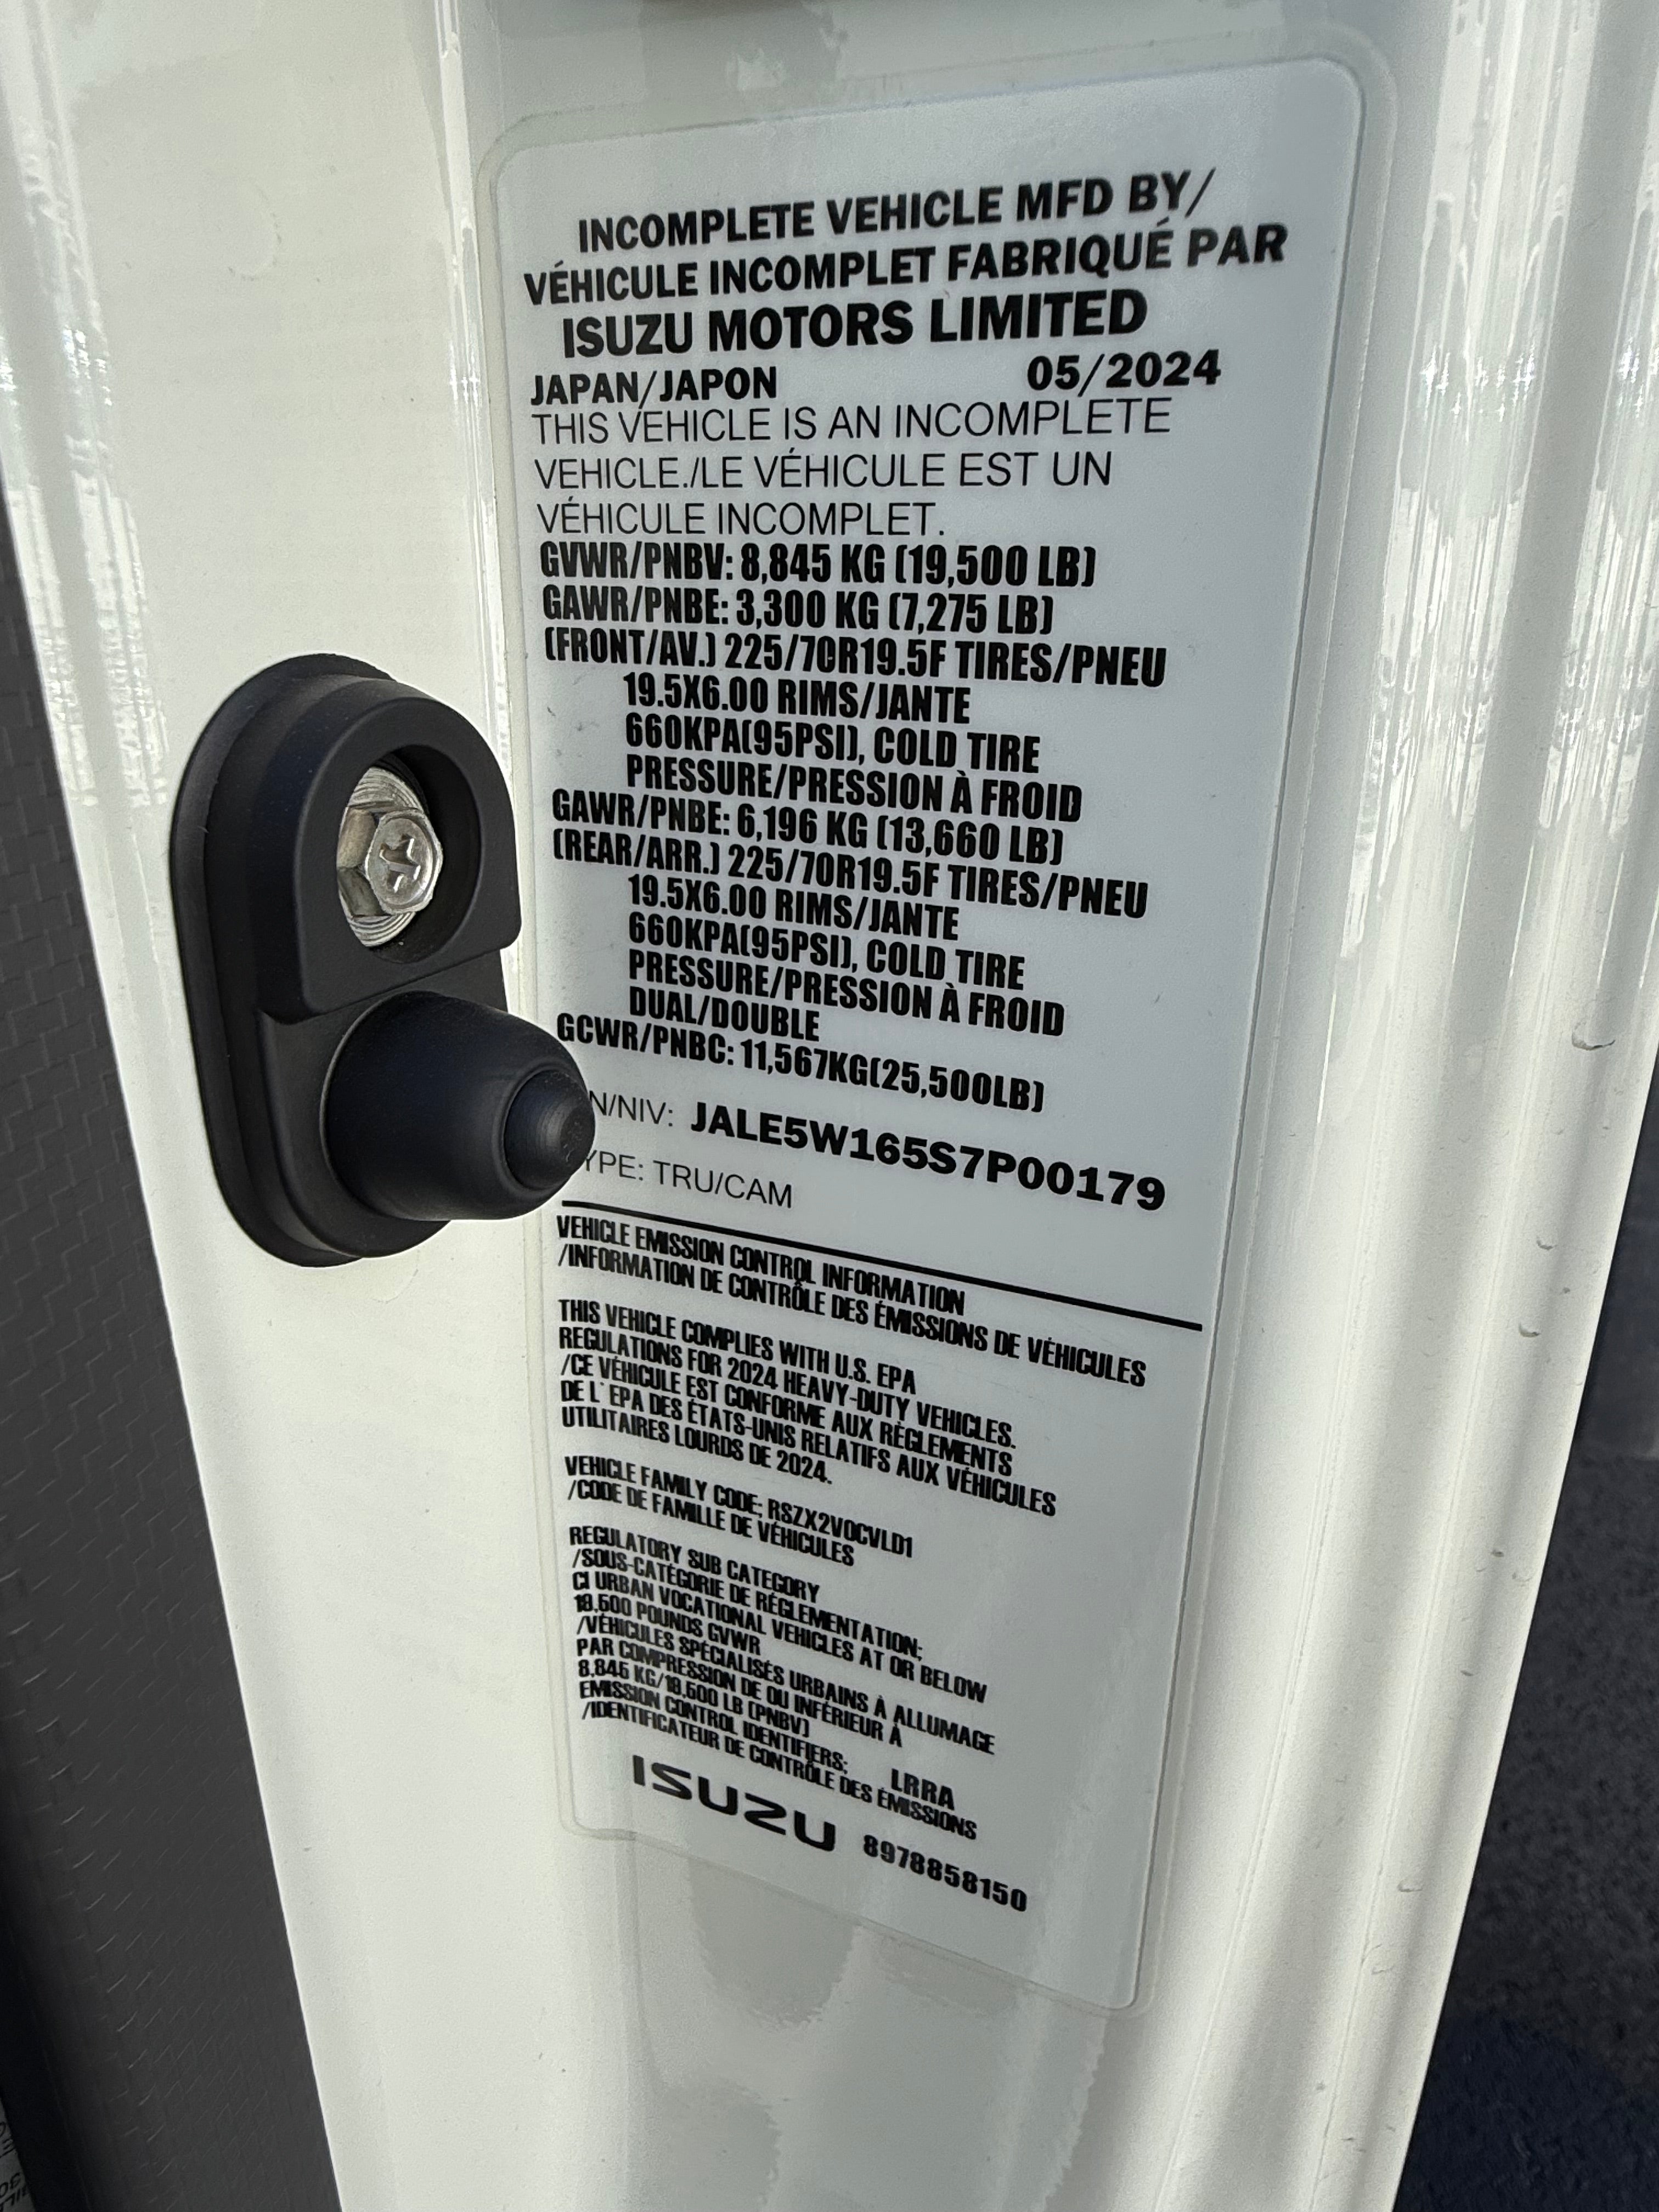 INCOMPLETE VEHICLE MFD BY/
VÉHICULE INCOMPLET FABRIQUÉ PAR
ISUZU MOTORS LIMITED
JAPAN/JAPON 05/2024
THIS VEHICLE IS AN INCOMPLETE
VEHICLE./LE VÉHICULE EST UN
VÉHICULE INCOMPLET.
GVWR/PNBV: 8,845 KG (19,500 LB)
GAWR/PNBE: 3,300 KG (7,275 LB)
(FRONT/AV.) 225/70R19.5F TIRES/PNEU
19.5X6.00 RIMS/JANTE
660KPA(95PSI), COLD TIRE
PRESSURE/PRESSION À FROID
GAWR/PNBE: 6,196 KG (13,660 LB)
(REAR/ARR.) 225/70R19.5F TIRES/PNEU
19.5X6.00 RIMS/JANTE
660KPA(95PSI), COLD TIRE
PRESSURE/PRESSION À FROID
DUAL/DOUBLE
GCWR/PNBC: 11,567KG(25,500LB)
N/NIV: JALE5W165S7P00179
YPE: TRU/CAM
VEHICLE EMISSION CONTROL INFORMATION
/INFORMATION DE CONTRÔLE DES ÉMISSIONS DE VÉHICULES
THIS VEHICLE COMPLIES WITH U.S. EPA
REGULATIONS FOR 2024 HEAVY-DUTY VEHICLES.
/CE VÉHICULE EST CONFORME AUX RÈGLEMENTS
DE L' EPA DES ÉTATS-UNIS RELATIFS AUX VÉHICULES
UTILITAIRES LOURDS DE 2024.
VEHICLE FAMILY CODE; RSZX2VOCVLD1
/CODE DE FAMILLE DE VÉHICULES
REGULATORY SUB CATEGORY
/SOUS-CATÉGORIE DE RÉGLEMENTATION;
CI URBAN VOCATIONAL VEHICLES AT OR BELOW
19,500 POUNDS GVWR
/VÉHICULES SPÉCIALISÉS URBAINS À ALLUMAGE
PAR COMPRESSION DE OU INFÉRIEUR À
8,845 KG/19,500 LB (PNBV)
EMISSION CONTROL IDENTIFIERS; LRRA
/IDENTIFICATEUR DE CONTRÔLE DES ÉMISSIONS
ISUZU 8978858150